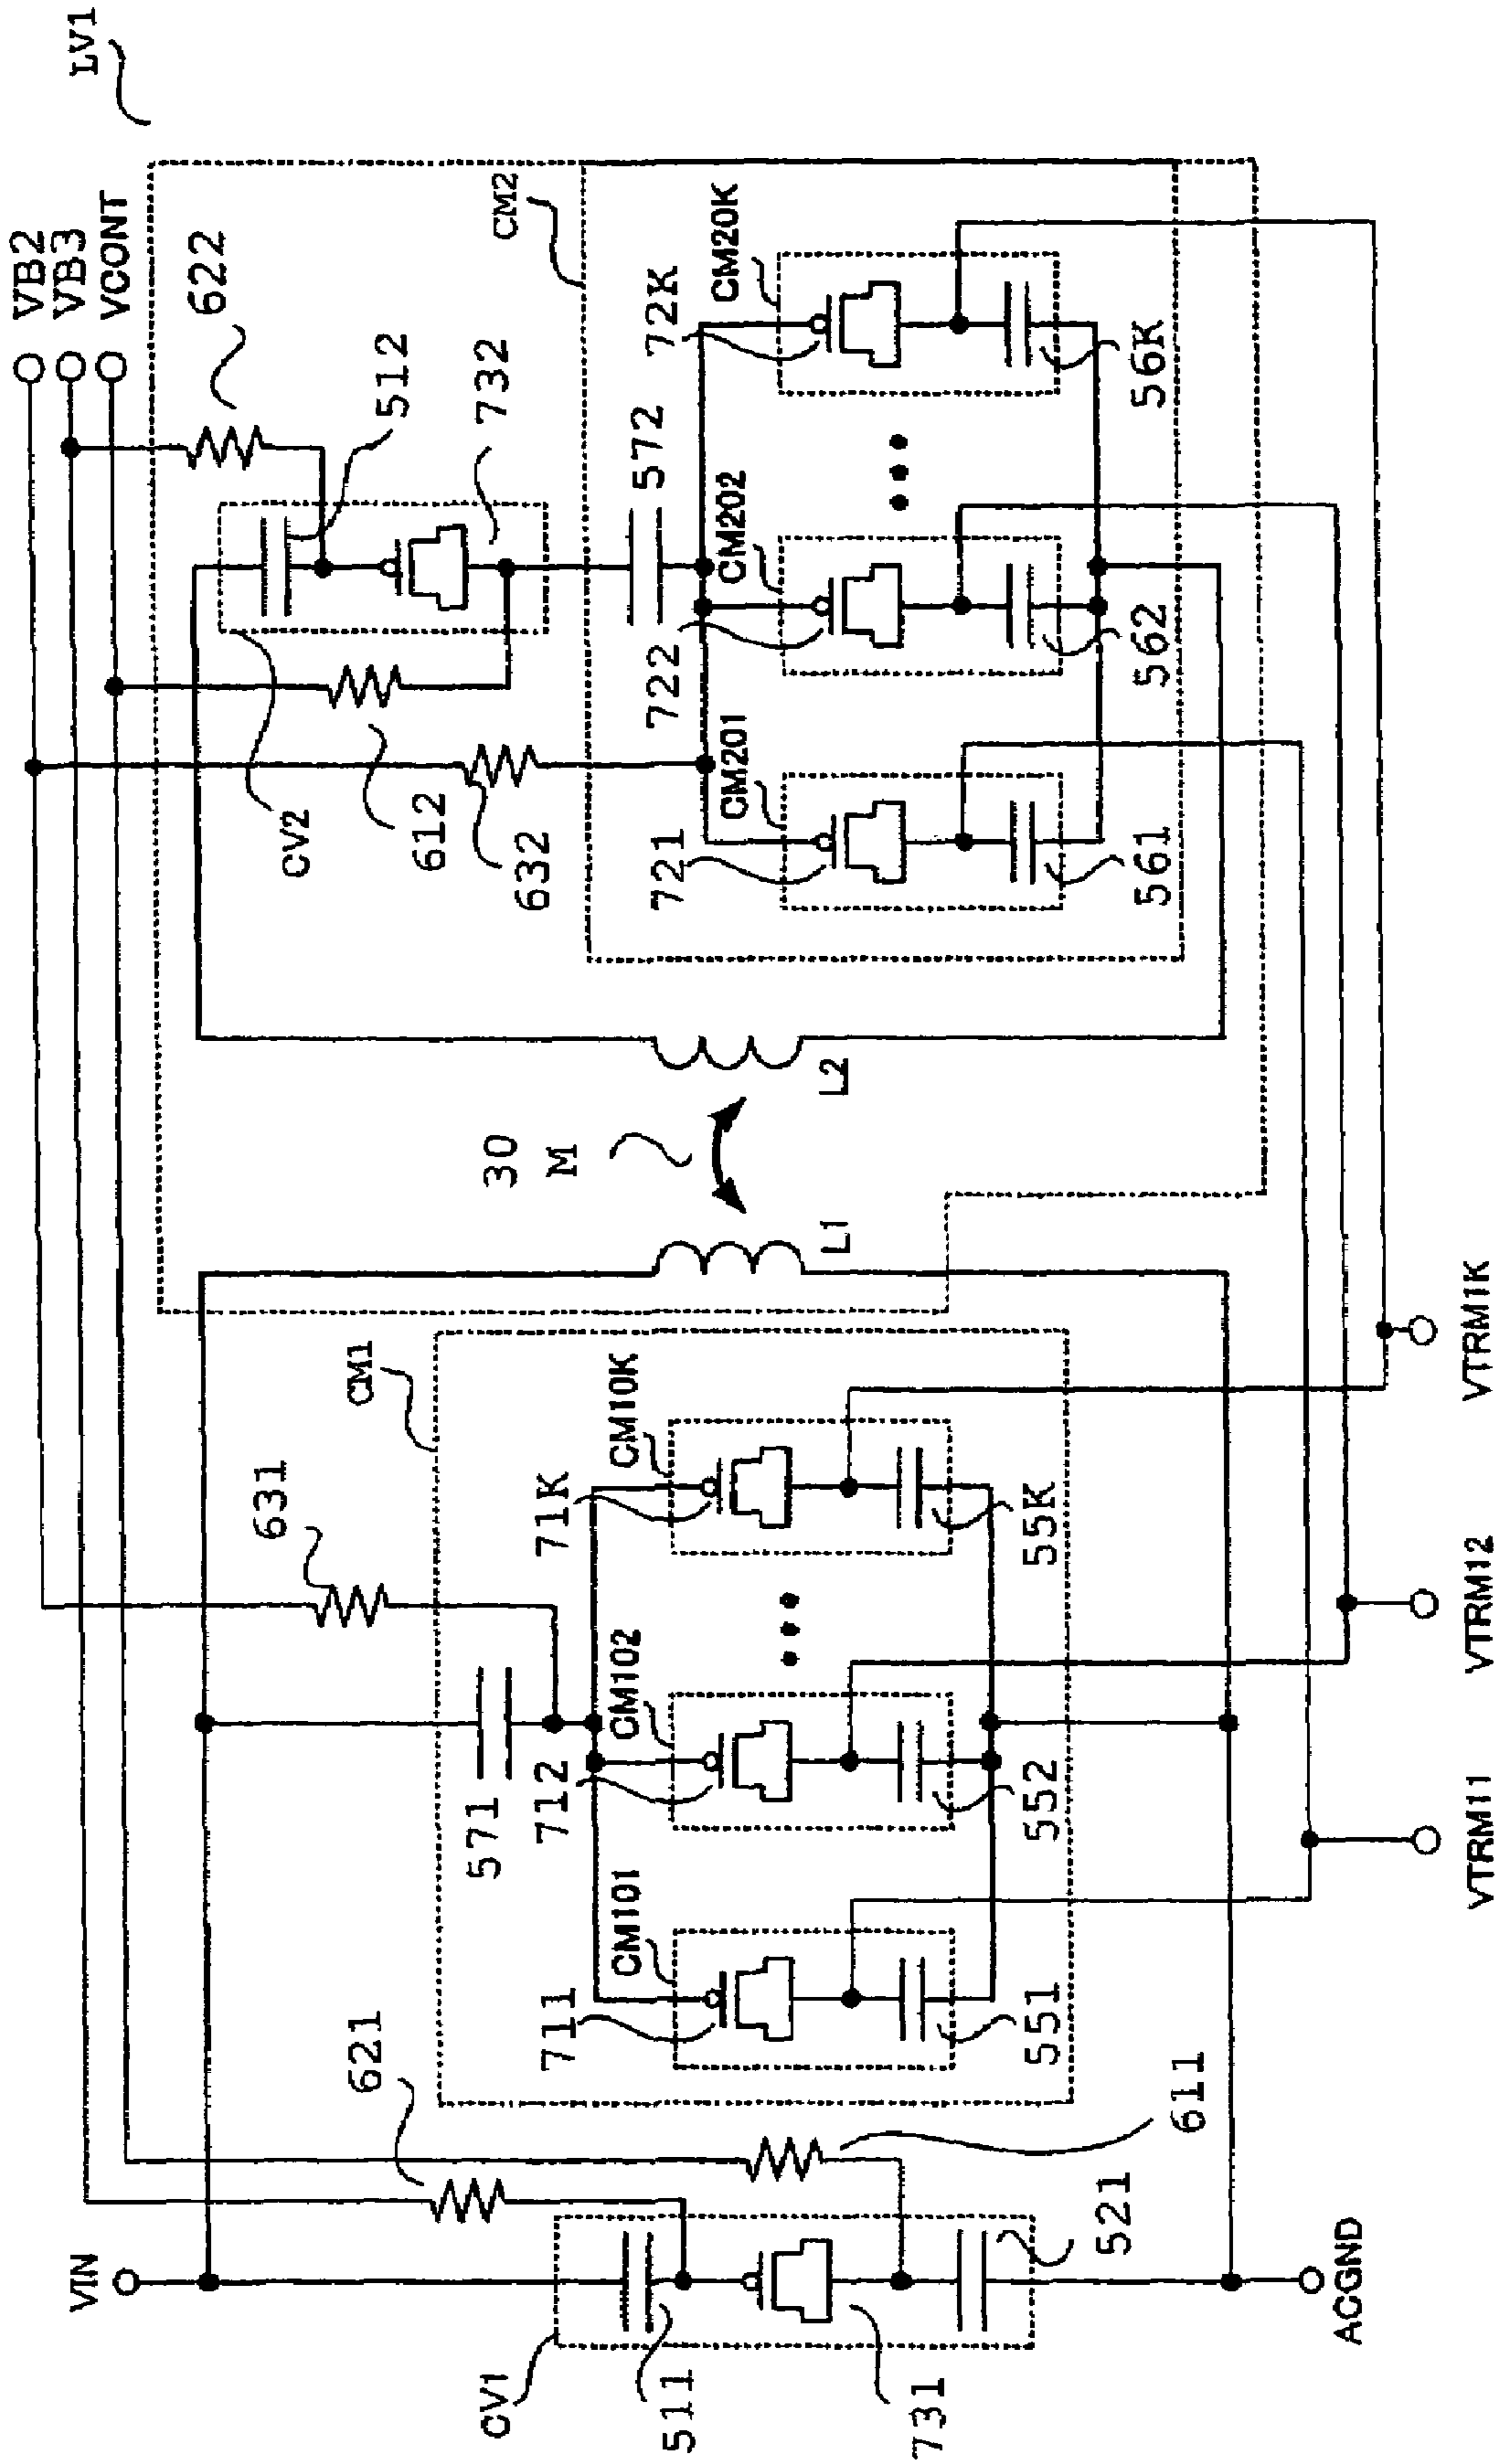 LV1
VB2
VB3
VCONT
622
512
732
CM2
572
72K
CM20K
56K
CM202
722
562
CV2
612
632
CM201
721
561
30
M
L2
L1
CM1
631
71K
CM10K
55K
571
712
CM102
552
711
CM101
551
621
611
VIN
CV1
511
731
521
ACGND
VTRM11
VTRM12
VTRM1K